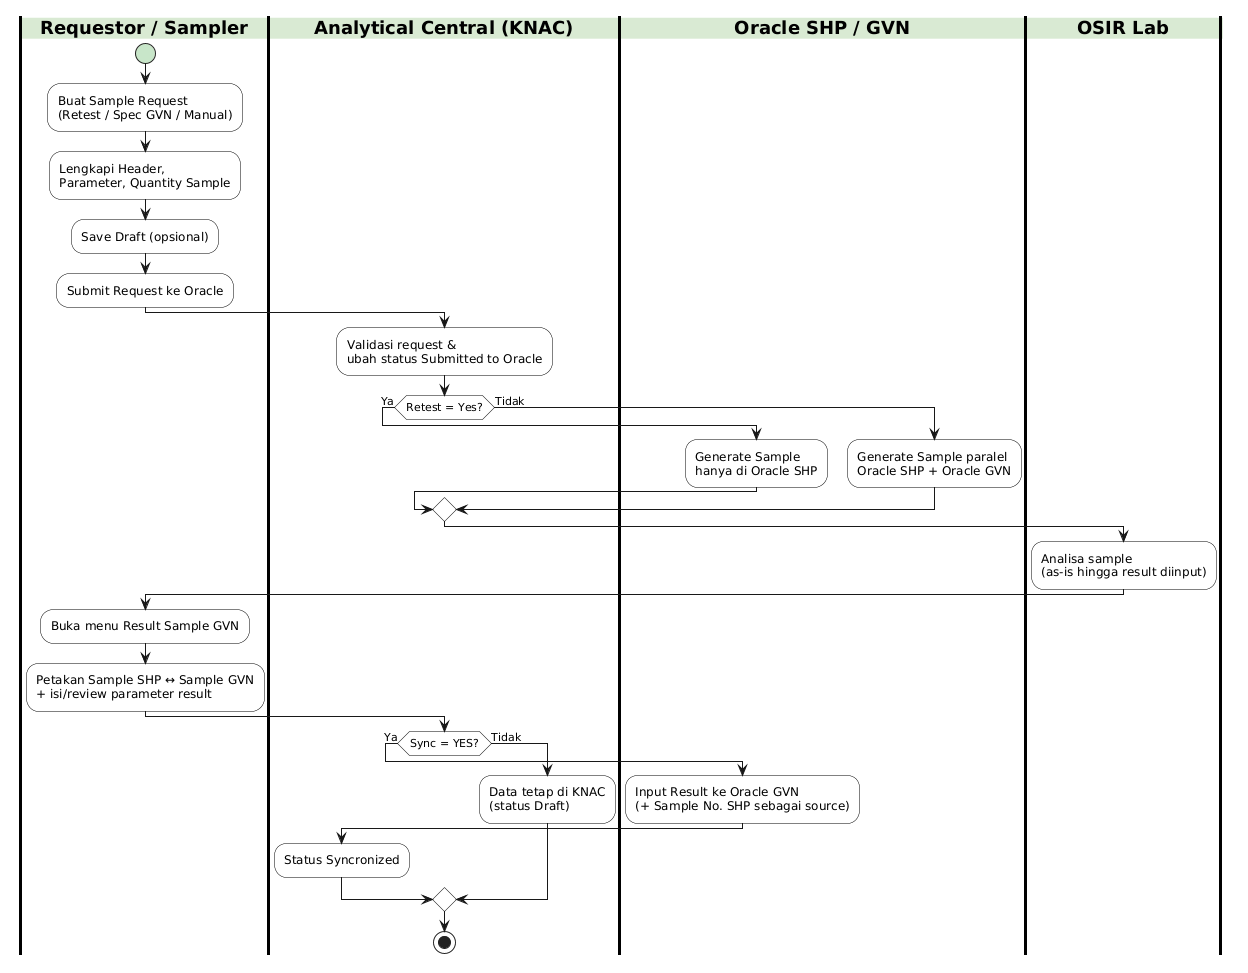 Requestor / Sampler
Analytical Central (KNAC)
Oracle SHP / GVN
OSIR Lab
Buat Sample Request
(Retest / Spec GVN / Manual)
Lengkapi Header,
Parameter, Quantity Sample
Save Draft (opsional)
Submit Request ke Oracle
Validasi request &
ubah status Submitted to Oracle
Ya
Retest = Yes?
Tidak
Generate Sample
hanya di Oracle SHP
Generate Sample paralel
Oracle SHP + Oracle GVN
Analisa sample
(as-is hingga result diinput)
Buka menu Result Sample GVN
Petakan Sample SHP ↔ Sample GVN
+ isi/review parameter result
Ya
Sync = YES?
Tidak
Data tetap di KNAC
(status Draft)
Input Result ke Oracle GVN
(+ Sample No. SHP sebagai source)
Status Syncronized